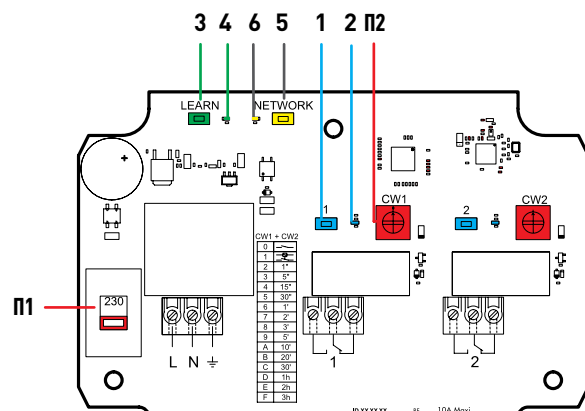 3 4 6 5 1 2 П2
LEARN NETWORK
+
1 CW1 2 CW2
CW1 + CW2
0
1
2 1"
3 5"
4 15"
5 30"
6 1'
7 2'
8 3'
9 5'
A 10'
B 20'
C 30'
D 1h
E 2h
F 3h
П1
230
L N
1 2
10A Maxi